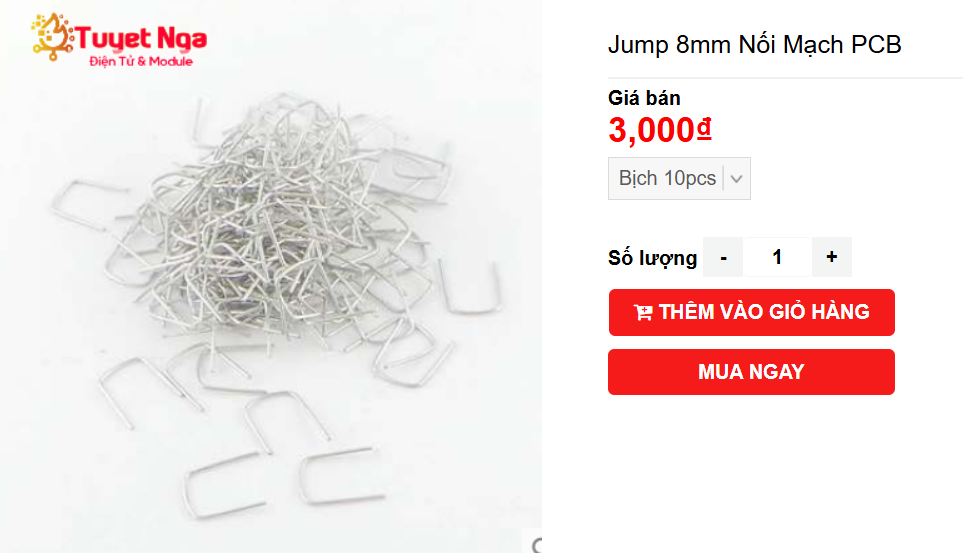 Tuyet Nga
Điện Tử & Module
Jump 8mm Nối Mạch PCB
Giá bán
3,000₫
Bịch 10pcs
Số lượng - 1 +
THÊM VÀO GIỎ HÀNG
MUA NGAY